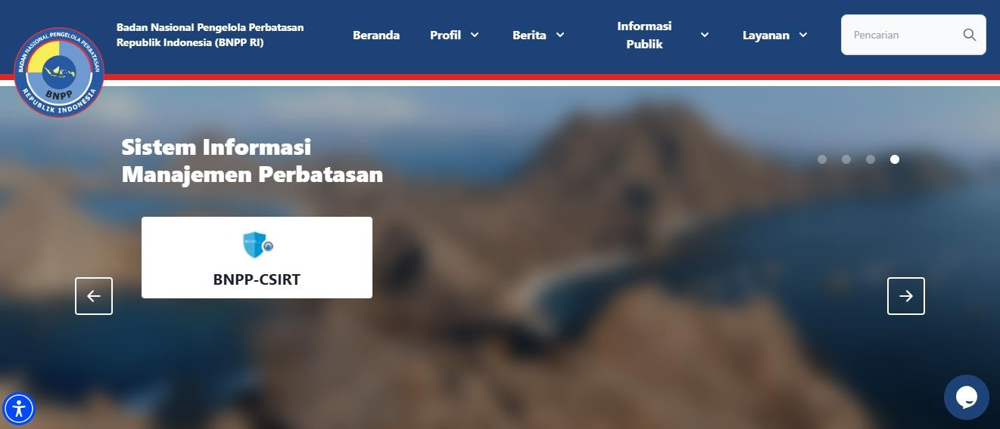 Badan Nasional Pengelola Perbatasan
Republik Indonesia (BNPP RI)
Beranda
Profil
Berita
Informasi
Publik
Layanan
Pencarian
BADAN NASIONAL PENGELOLA PERBATASAN
BNPP
REPUBLIK INDONESIA
Sistem Informasi
Manajemen Perbatasan
BNPP-CSIRT